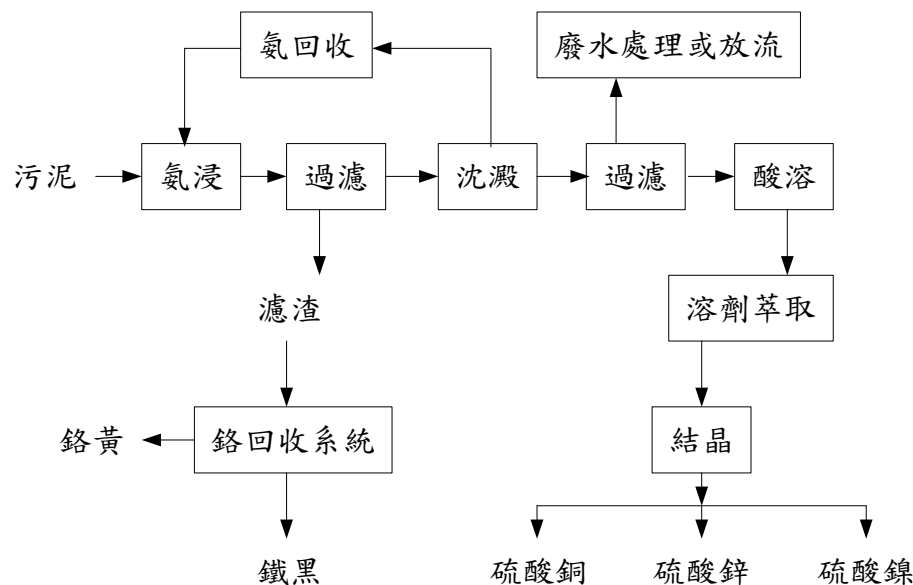 氨回收
廢水處理或放流
污泥
氨浸
過濾
沈澱
過濾
酸溶
濾渣
溶劑萃取
鉻黃
鉻回收系統
結晶
鐵黑
硫酸銅
硫酸鋅
硫酸鎳